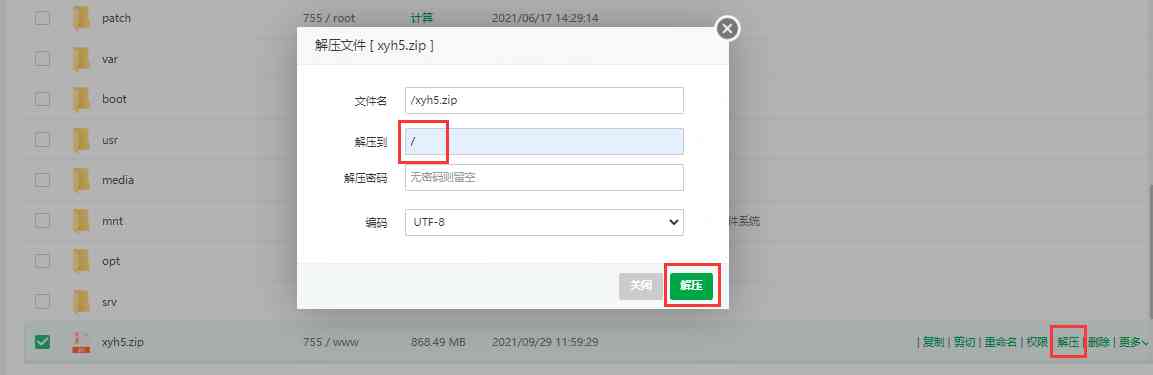 patch 755 / root 计算 2021/06/17 14:29:14
解压文件 [ xyh5.zip ]
var
文件名 /xyh5.zip
boot
解压到 /
usr
解压密码 无密码则留空
media
编码 UTF-8
mnt 件系统
opt
关闭 解压
srv
xyh5.zip 755 / www 868.49 MB 2021/09/29 11:59:29 | 复制 | 剪切 | 重命名 | 权限 | 解压 | 删除 | 更多